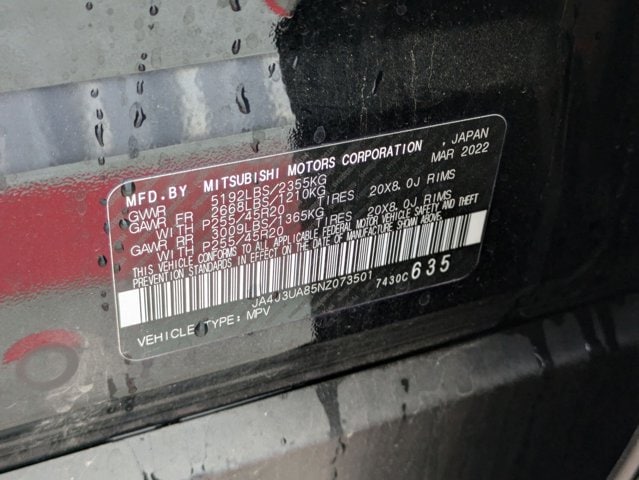 MFD.BY MITSUBISHI MOTORS CORPORATION , JAPAN
MAR 2022
GVWR 5192LBS/2355KG
GAWR FR 2668LBS/1210KG
WITH P255/45R20 TIRES 20X8.0J RIMS
GAWR RR 3009LBS/1365KG
WITH P255/45R20 TIRES 20X8.0J RIMS
THIS VEHICLE CONFORMS TO ALL APPLICABLE FEDERAL MOTOR VEHICLE SAFETY AND THEFT
PREVENTION STANDARDS IN EFFECT ON THE DATE OF MANUFACTURE SHOWN ABOVE.
JA4J3UA85NZ073501
7430C 635
VEHICLE TYPE: MPV